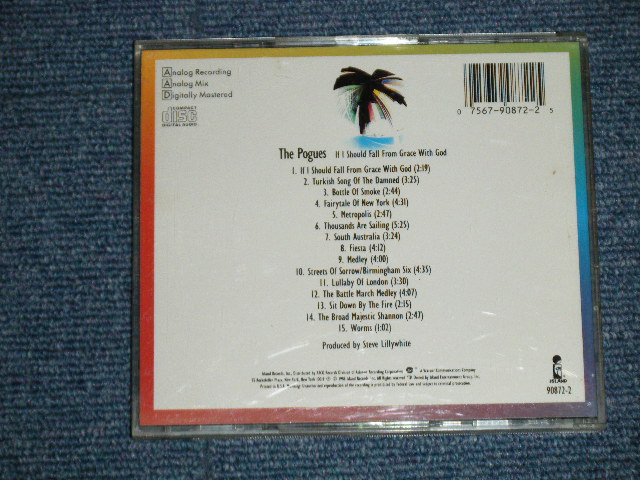 Analog Recording
Analog Mix
Digitally Mastered
COMPACT
disc
DIGITAL AUDIO
0 7567-90872-2 5
The Pogues If I Should Fall From Grace With God
1. If I Should Fall From Grace With God (2:19)
2. Turkish Song Of The Damned (3:25)
3. Bottle Of Smoke (2:44)
4. Fairytale Of New York (4:31)
5. Metropolis (2:47)
6. Thousands Are Sailing (5:25)
7. South Australia (3:24)
8. Fiesta (4:12)
9. Medley (4:00)
10. Streets Of Sorrow/Birmingham Six (4:35)
11. Lullaby Of London (3:30)
12. The Battle March Medley (4:07)
13. Sit Down By The Fire (2:15)
14. The Broad Majestic Shannon (2:47)
15. Worms (1:02)
Produced by Steve Lillywhite
ISLAND
90872-2